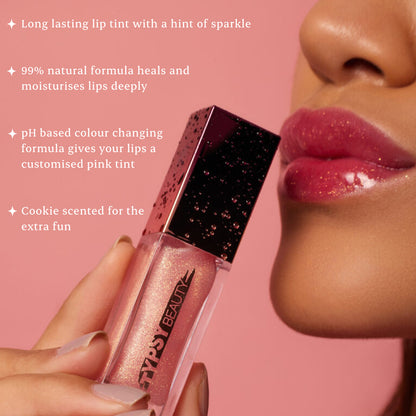 Long lasting lip tint with a hint of sparkle
99% natural formula heals and
moisturises lips deeply
pH based colour changing
formula gives your lips a
customised pink tint
Cookie scented for the
extra fun
TYPSY
BEAUTY